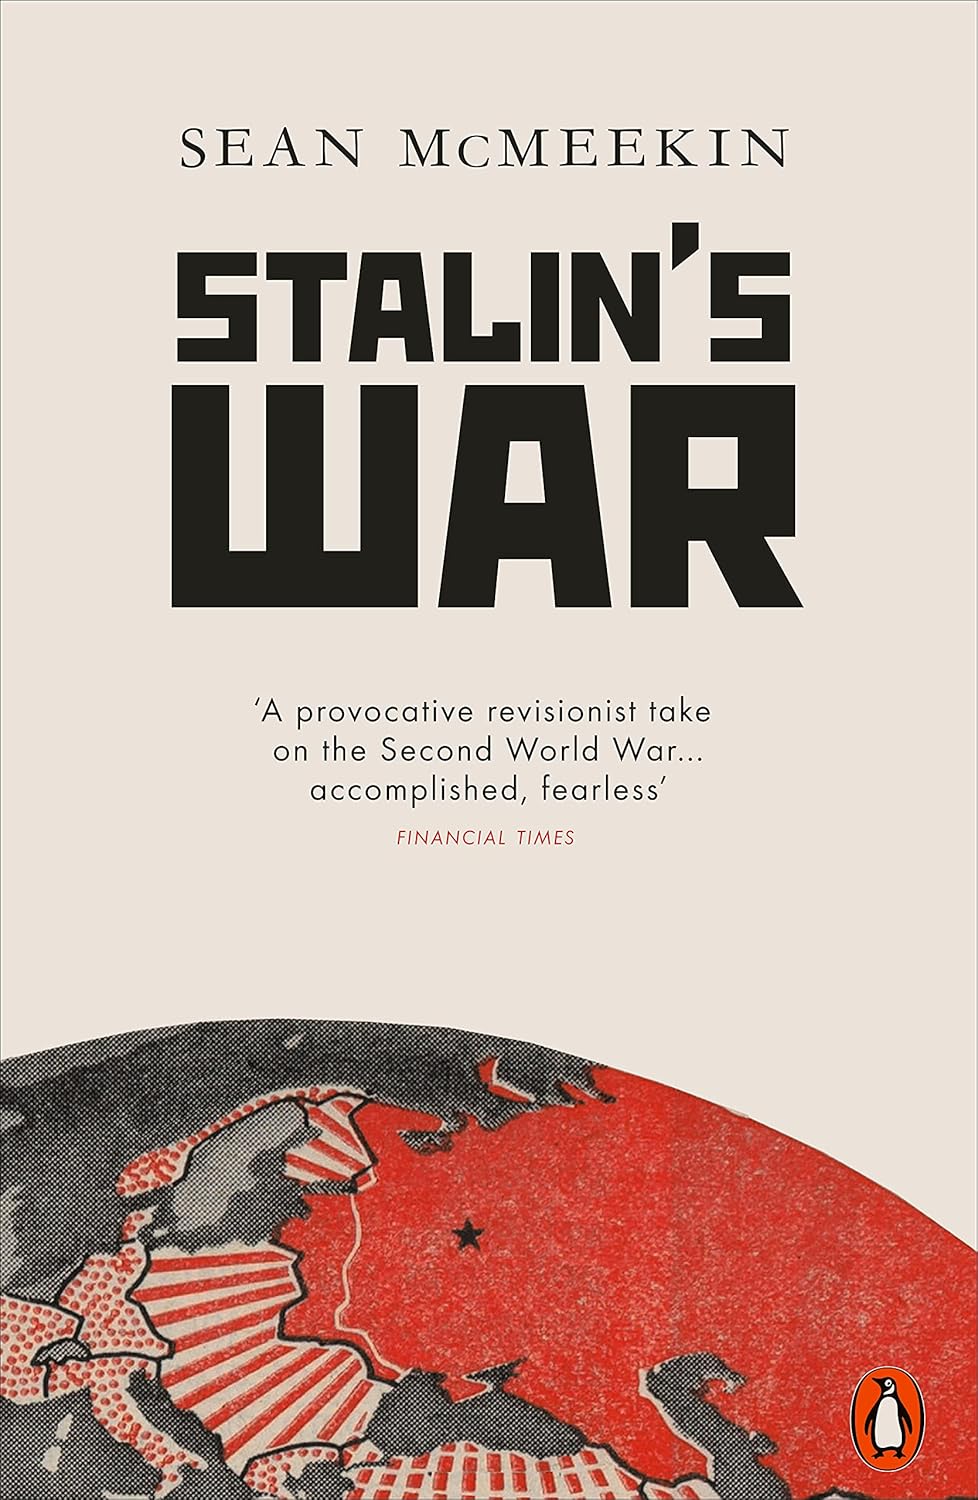 SEAN McMEEKIN
STALIN'S
WAR
‘A provocative revisionist take
on the Second World War...
accomplished, fearless’
FINANCIAL TIMES